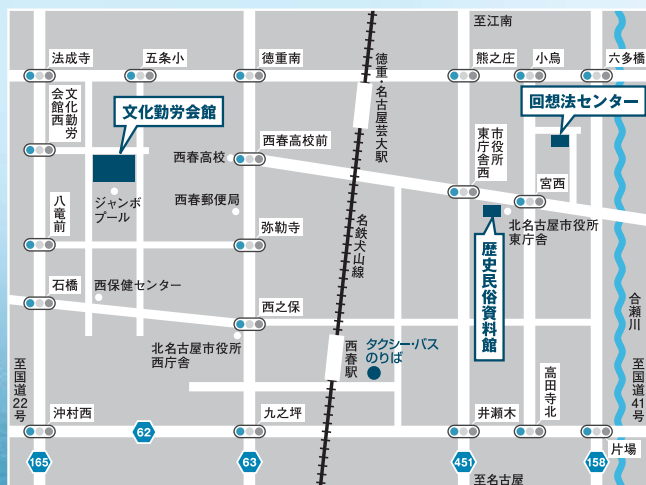 至江南
法成寺
五条小
徳重南
熊之庄
小鳥
六多橋
徳重・名古屋芸大駅
文化勤労
会館西
文化勤労会館
回想法センター
西春高校前
西春高校
市役所
東庁舎西
宮西
ジャンボ
プール
西春郵便局
八竜前
弥勒寺
名鉄犬山線
北名古屋市役所
東庁舎
歴史民俗資料館
石橋
西保健センター
西之保
合瀬川
北名古屋市役所
西庁舎
西春駅
タクシー・バス
のりば
至国道22号
高田寺北
至国道41号
沖村西
62
九之坪
井瀬木
片場
165
63
451
158
至名古屋